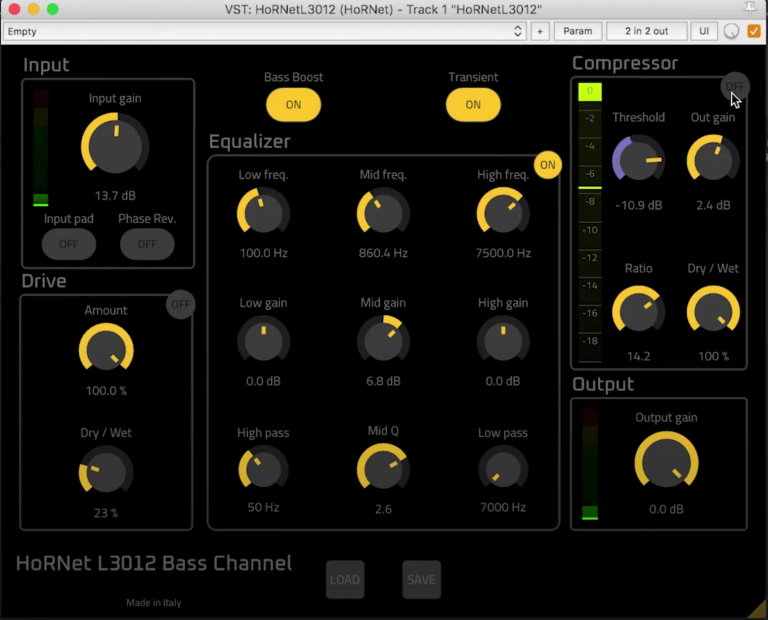 VST: HoRNetL3012 (HoRNet) - Track 1 "HoRNetL3012"
Empty
+
Param
2 in 2 out
UI
Input
Input gain
13.7 dB
Input pad
Phase Rev.
OFF
OFF
Drive
OFF
Amount
100.0 %
Dry / Wet
23 %
Bass Boost
Transient
ON
ON
Equalizer
ON
Low freq.
Mid freq.
High freq.
100.0 Hz
860.4 Hz
7500.0 Hz
Low gain
Mid gain
High gain
0.0 dB
6.8 dB
0.0 dB
High pass
Mid Q
Low pass
50 Hz
2.6
7000 Hz
Compressor
OFF
0
-2
-4
-6
-8
-10
-12
-14
-16
-18
Threshold
Out gain
-10.9 dB
2.4 dB
Ratio
Dry / Wet
14.2
100 %
Output
Output gain
0.0 dB
HoRNet L3012 Bass Channel
LOAD
SAVE
Made in Italy